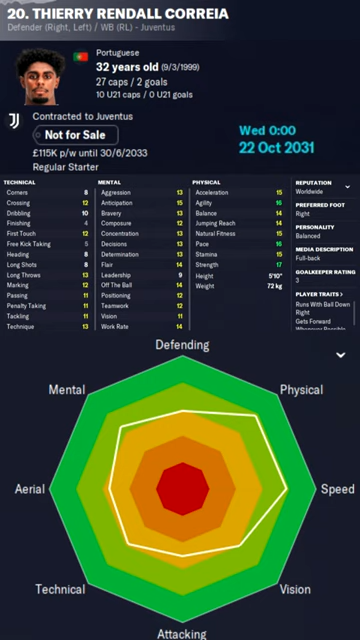 20. THIERRY RENDALL CORREIA
Defender (Right, Left) / WB (RL) - Juventus
Portuguese
32 years old (9/3/1999)
27 caps / 2 goals
10 U21 caps / 0 U21 goals
Contracted to Juventus
Not for Sale
£115K p/w until 30/6/2033
Regular Starter
Wed 0:00
22 Oct 2031
TECHNICAL
Corners 8
Crossing 12
Dribbling 10
Finishing 4
First Touch 12
Free Kick Taking 5
Heading 8
Long Shots 8
Long Throws 13
Marking 12
Passing 11
Penalty Taking 11
Tackling 11
Technique 13
MENTAL
Aggression 13
Anticipation 15
Bravery 13
Composure 12
Concentration 13
Decisions 13
Determination 13
Flair 14
Leadership 9
Off The Ball 14
Positioning 12
Teamwork 12
Vision 11
Work Rate 14
PHYSICAL
Acceleration 15
Agility 16
Balance 14
Jumping Reach 14
Natural Fitness 15
Pace 16
Stamina 15
Strength 17
Height 5'10"
Weight 72 kg
REPUTATION
Worldwide
PREFERRED FOOT
Right
PERSONALITY
Balanced
MEDIA DESCRIPTION
Full-back
GOALKEEPER RATING
3
PLAYER TRAITS >
Runs With Ball Down
Right
Gets Forward
Whenever Possible
Defending
Physical
Speed
Vision
Attacking
Technical
Aerial
Mental